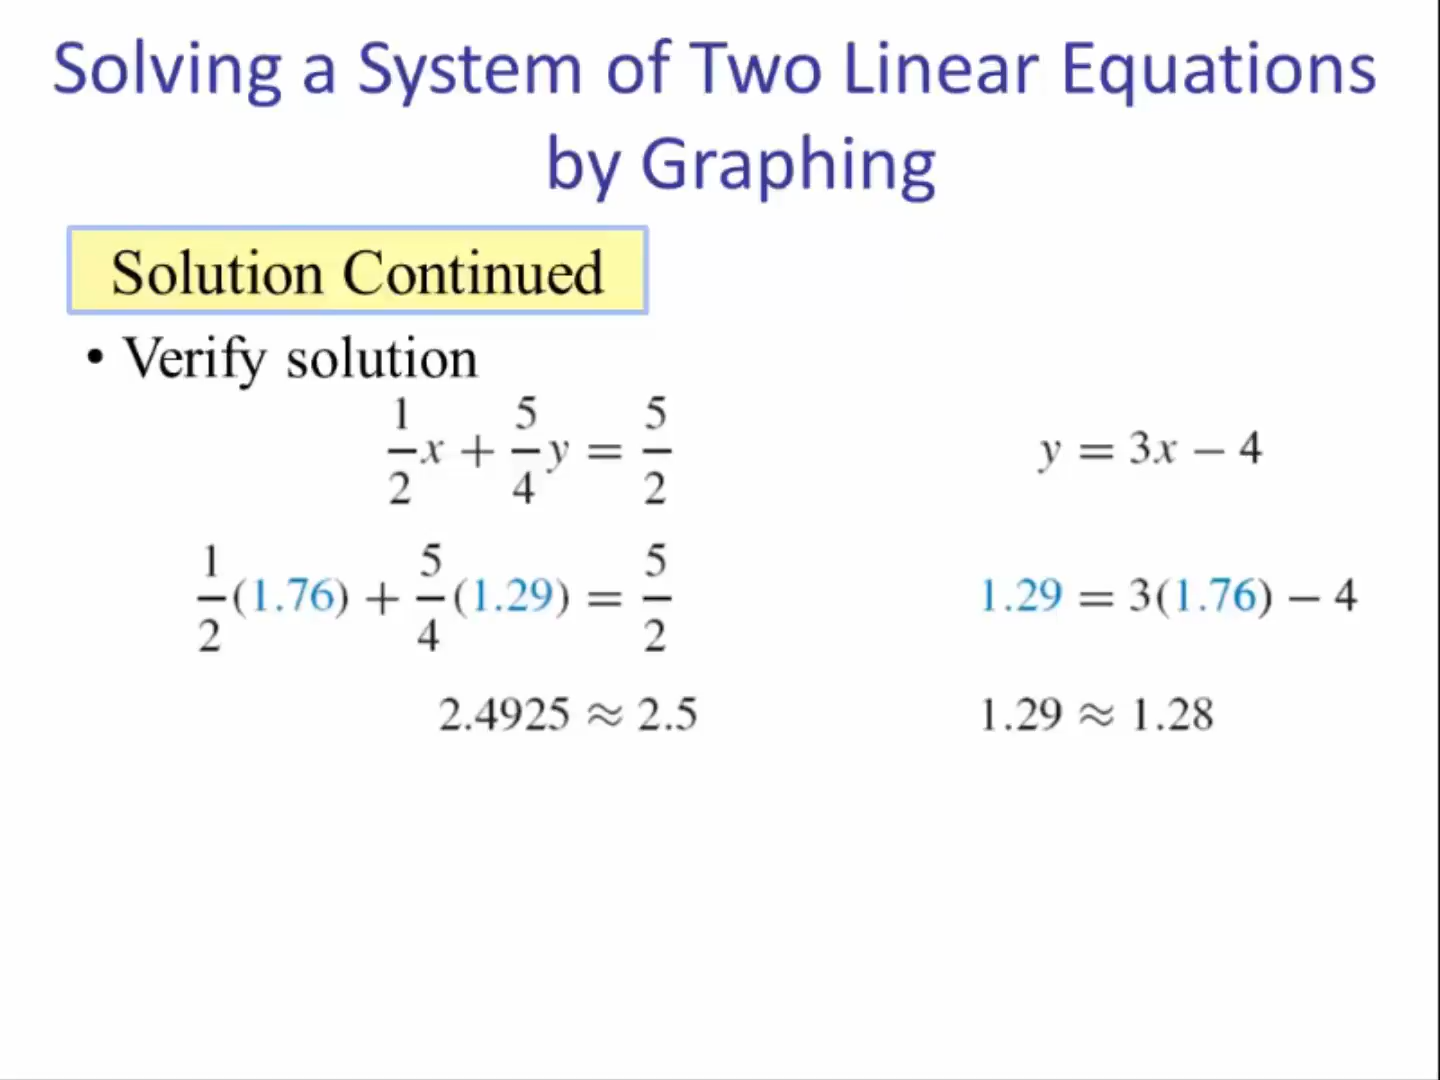 Solving a System of Two Linear Equations
by Graphing
Solution Continued
• Verify solution
1/2 x + 5/4 y = 5/2
y = 3x − 4
1/2 (1.76) + 5/4 (1.29) = 5/2
1.29 = 3(1.76) − 4
2.4925 ≈ 2.5
1.29 ≈ 1.28